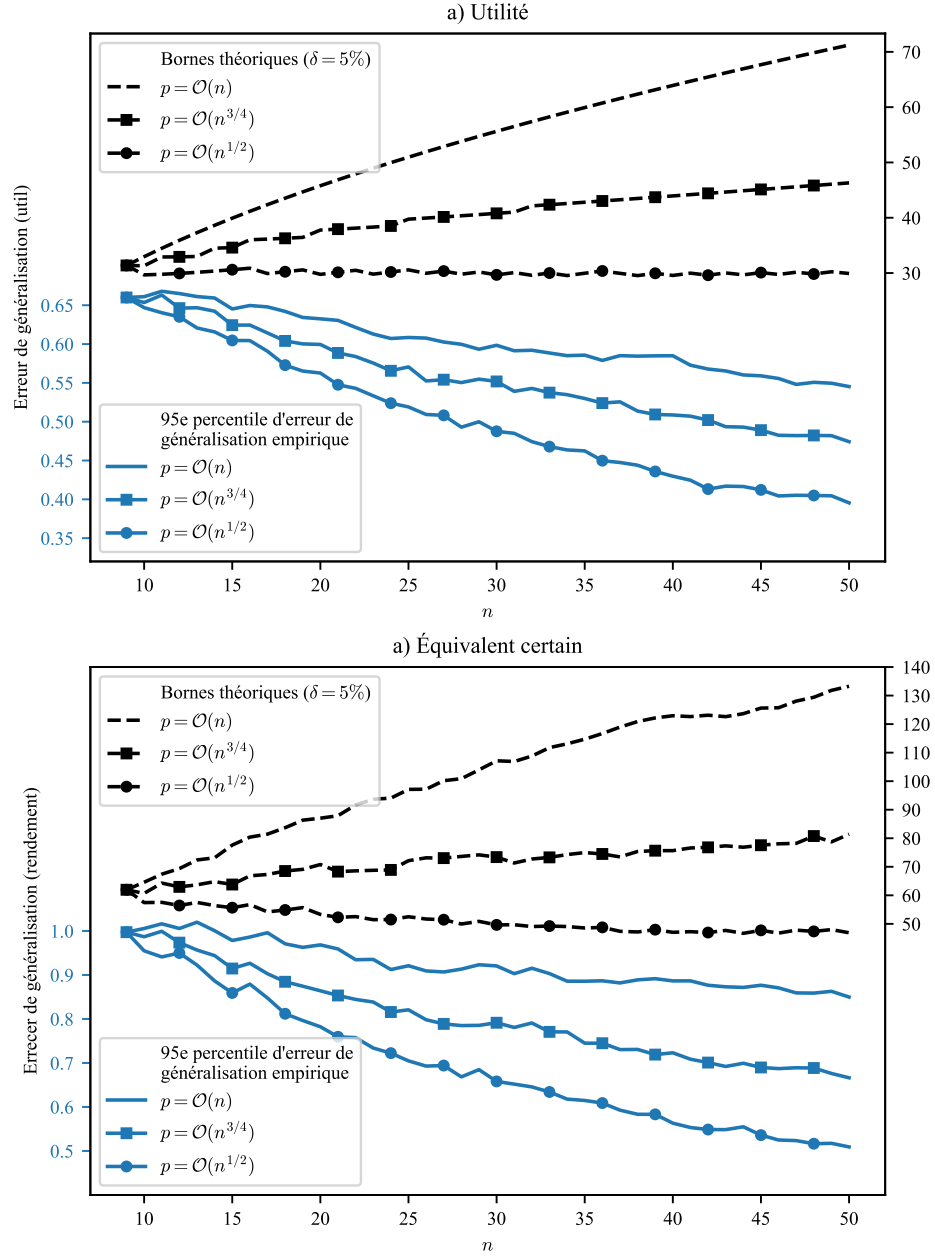 a) Utilité
Bornes théoriques (δ = 5%)
p = O(n)
p = O(n^{3/4})
p = O(n^{1/2})
70
60
50
40
30
Erreur de généralisation (util)
0.65
0.60
0.55
0.50
0.45
0.40
0.35
95e percentile d'erreur de
généralisation empirique
p = O(n)
p = O(n^{3/4})
p = O(n^{1/2})
10 15 20 25 30 35 40 45 50
n
a) Équivalent certain
Bornes théoriques (δ = 5%)
p = O(n)
p = O(n^{3/4})
p = O(n^{1/2})
140
130
120
110
100
90
80
70
60
50
Errecer de généralisation (rendement)
1.0
0.9
0.8
0.7
0.6
0.5
95e percentile d'erreur de
généralisation empirique
p = O(n)
p = O(n^{3/4})
p = O(n^{1/2})
10 15 20 25 30 35 40 45 50
n